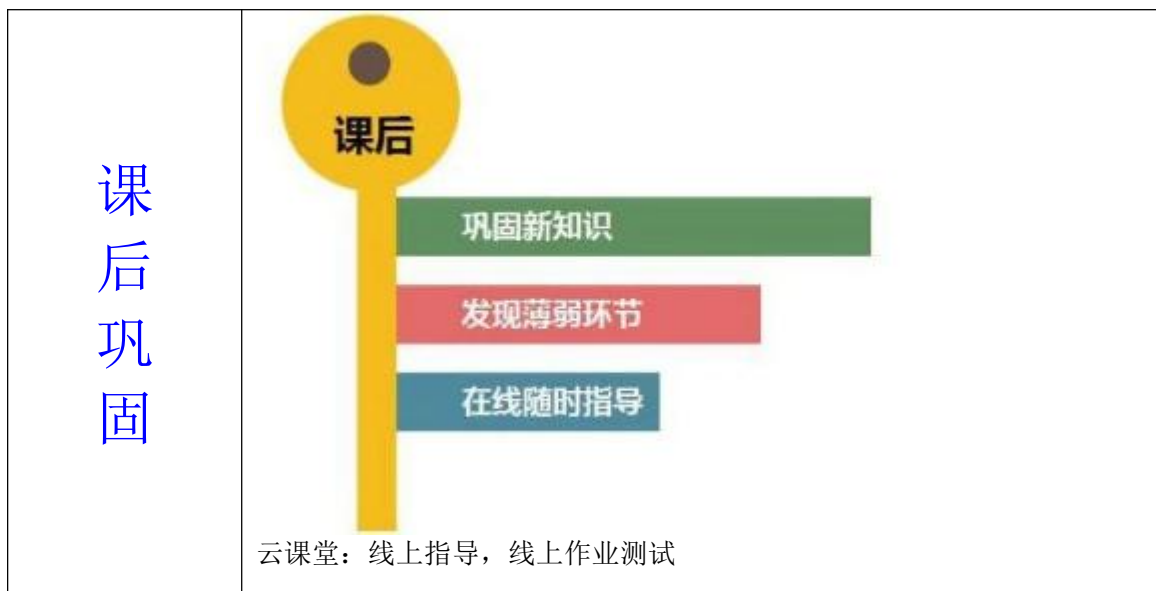 课
后
巩
固
课后
巩固新知识
发现薄弱环节
在线随时指导
云课堂：线上指导，线上作业测试